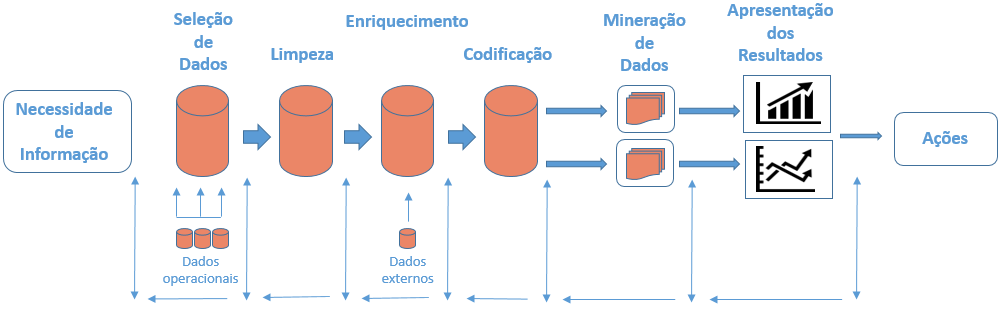 Necessidade
de
Informação
Seleção
de
Dados
Limpeza
Enriquecimento
Codificação
Mineração
de
Dados
Apresentação
dos
Resultados
Ações
Dados
operacionais
Dados
externos